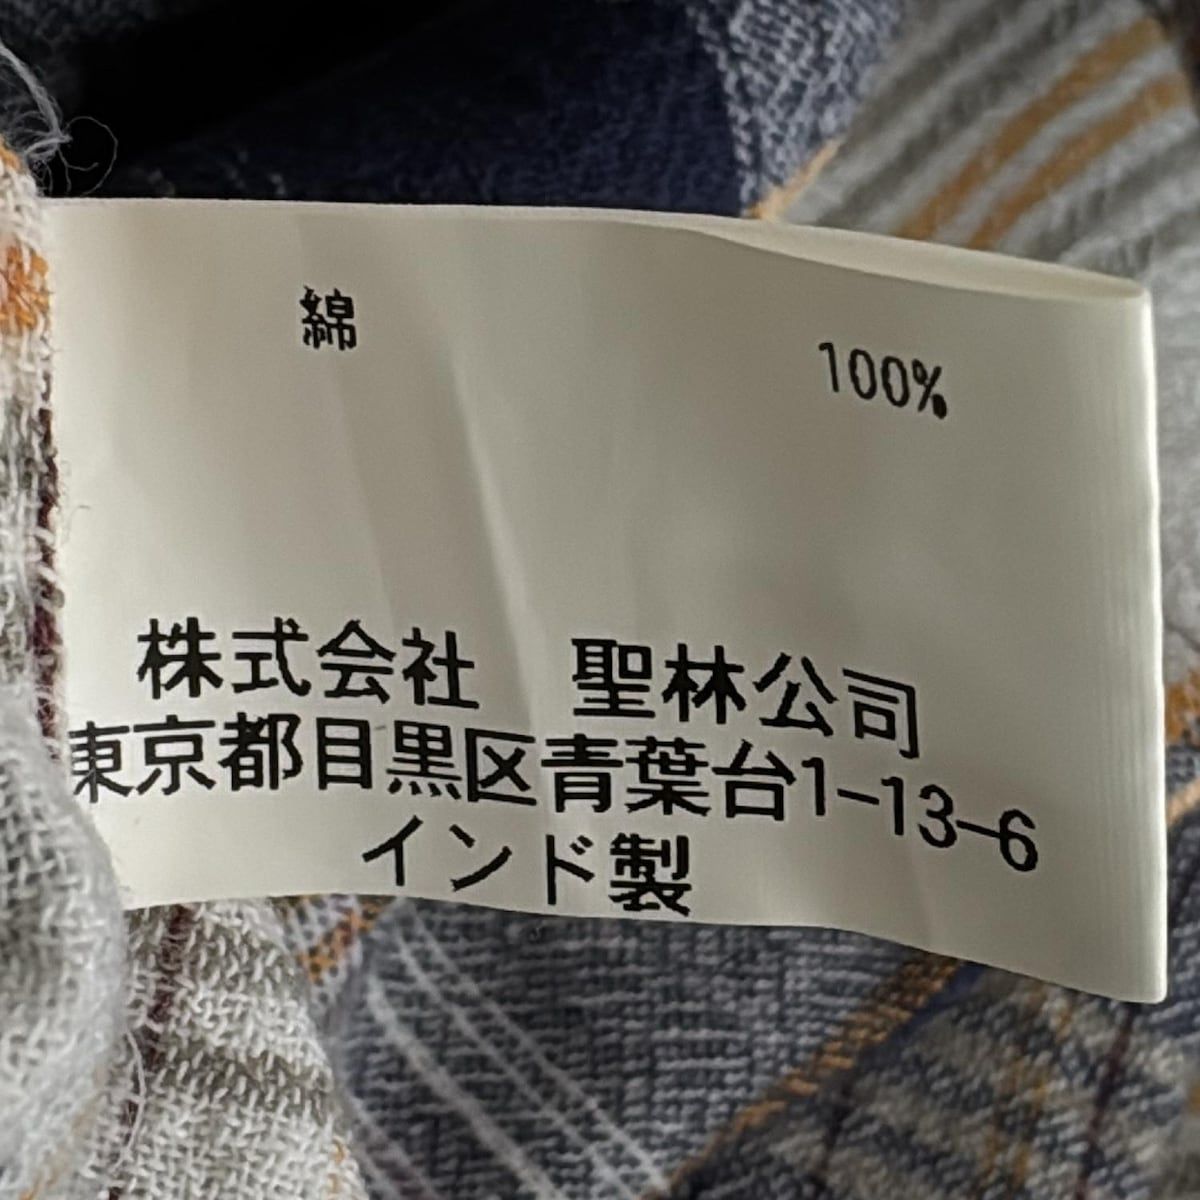 綿 100%
株式会社 聖林公司
東京都目黒区青葉台1-13-6
インド製